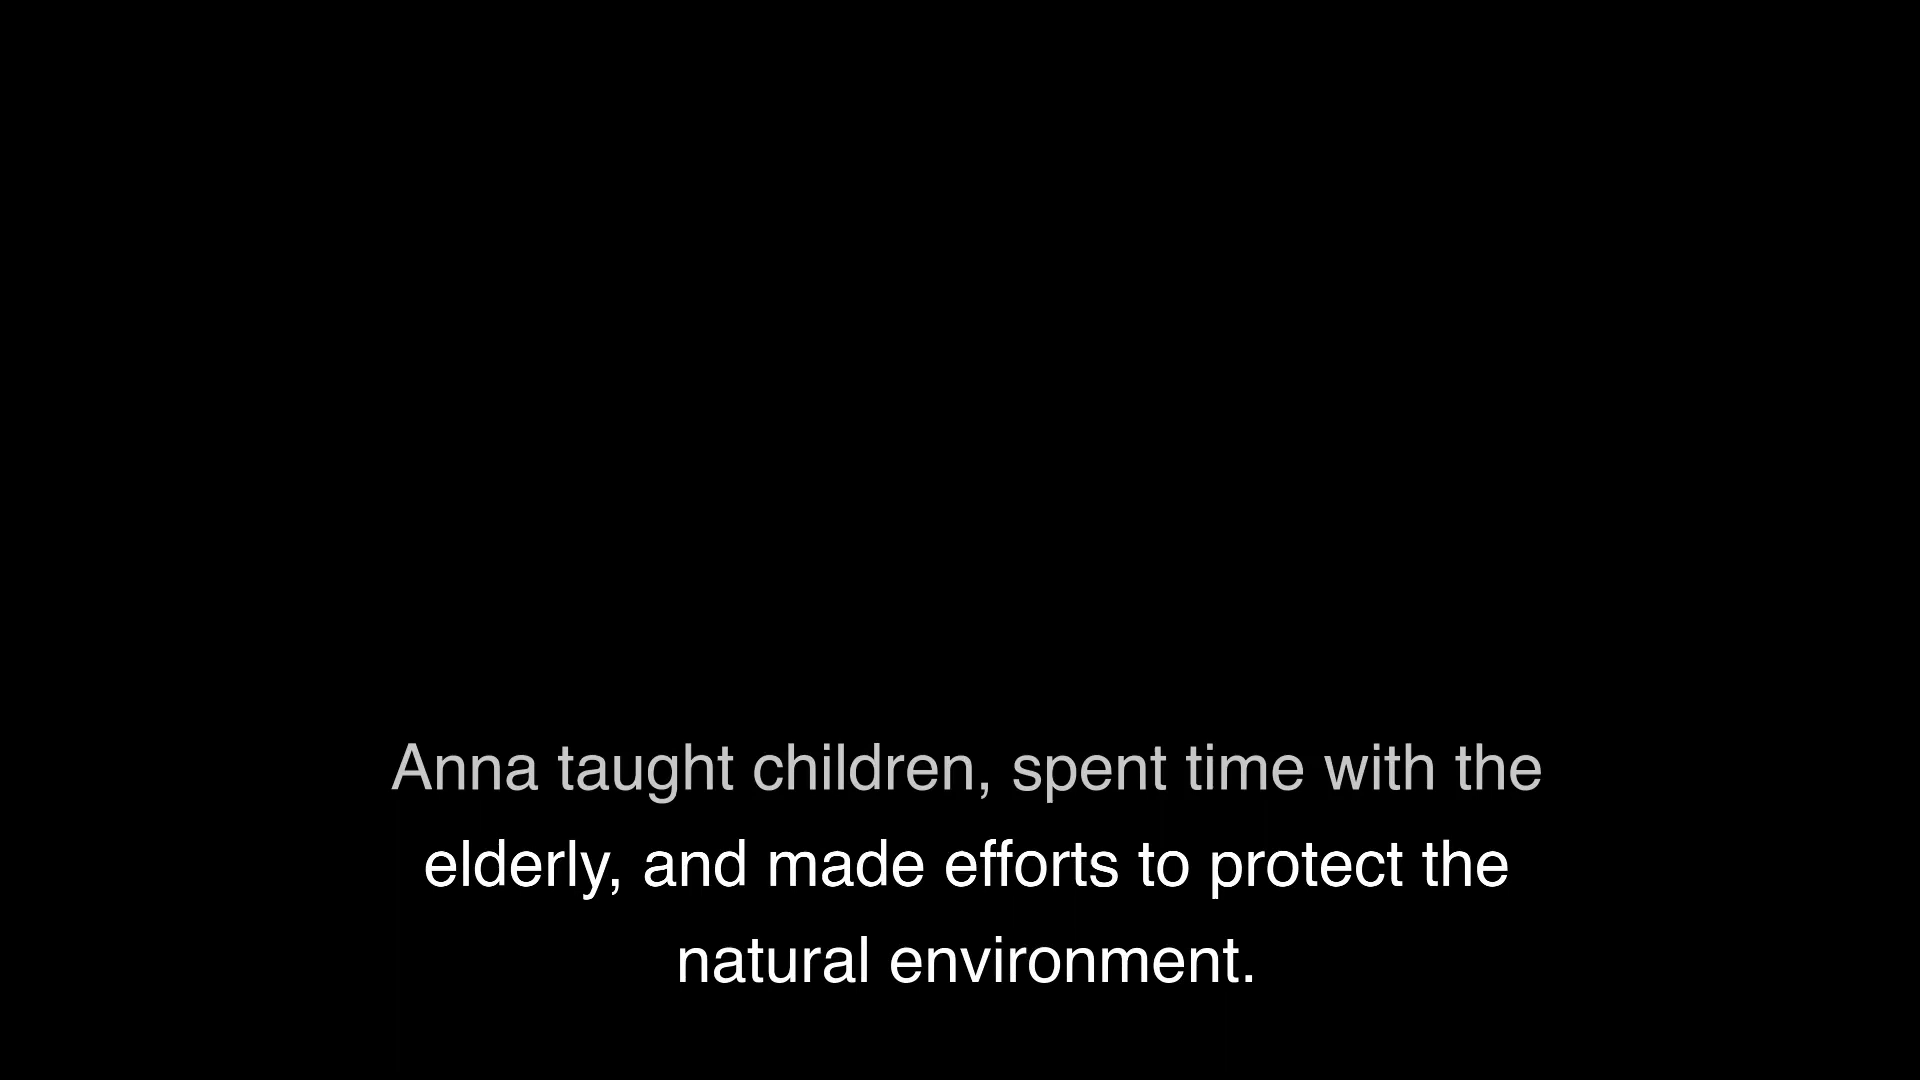 Anna taught children, spent time with the
elderly, and made efforts to protect the
natural environment.